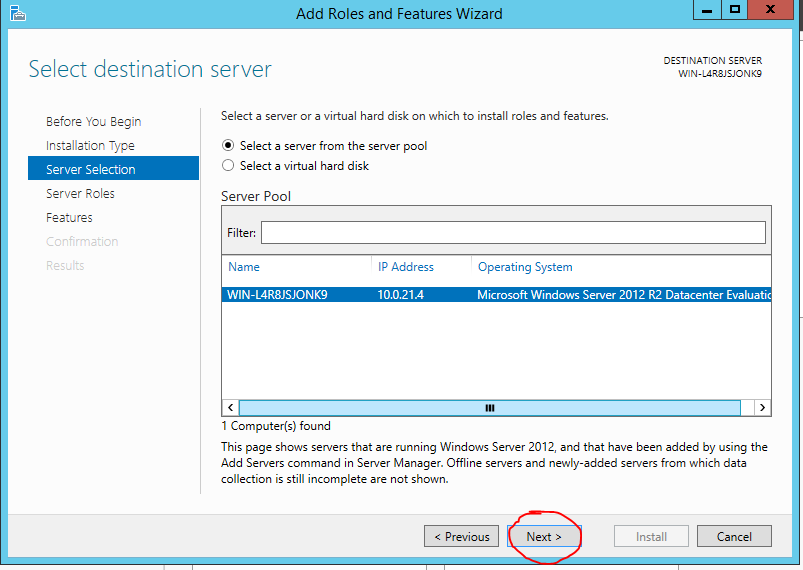 Add Roles and Features Wizard
Select destination server
DESTINATION SERVER
WIN-L4R8JSJONK9
Before You Begin
Installation Type
Server Selection
Server Roles
Features
Confirmation
Results
Select a server or a virtual hard disk on which to install roles and features.
Select a server from the server pool
Select a virtual hard disk
Server Pool
Filter:
Name IP Address Operating System
WIN-L4R8JSJONK9 10.0.21.4 Microsoft Windows Server 2012 R2 Datacenter Evaluatio
1 Computer(s) found
This page shows servers that are running Windows Server 2012, and that have been added by using the
Add Servers command in Server Manager. Offline servers and newly-added servers from which data
collection is still incomplete are not shown.
< Previous Next > Install Cancel